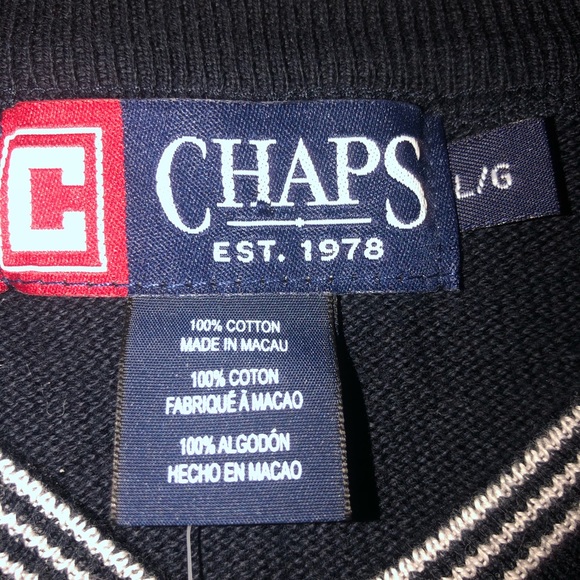 C
CHAPS
EST. 1978
L/G
100% COTTON
MADE IN MACAU
100% COTON
FABRIQUÉ À MACAO
100% ALGODÓN
HECHO EN MACAO